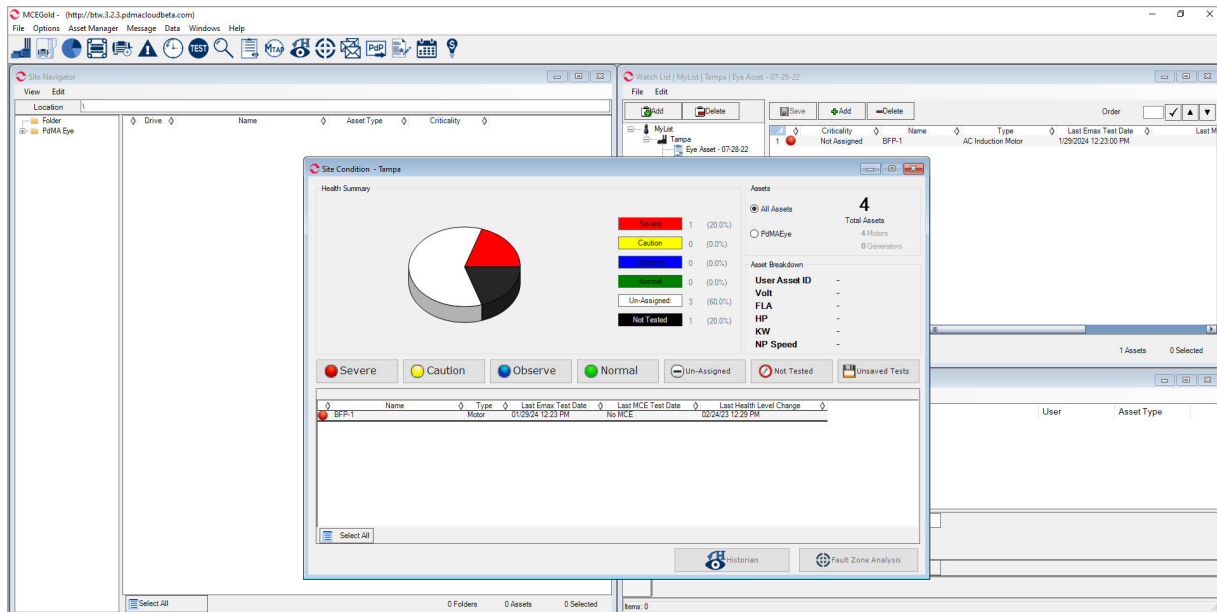 MCEGold - (http://btw.3.2.3.pdmacloudbeta.com)
File Options Asset Manager Message Data Windows Help
TEST MTAP PdP
Site Navigator
View Edit
Location \
Folder
PdMA Eye
Drive Name Asset Type Criticality
Select All 0 Folders 0 Assets 0 Selected
Watch List | MyList | Tampa | Eye Asset - 07-28-22
File Edit
Add Delete Save Add Delete Order
MyList
Tampa
Eye Asset - 07-28-22
Criticality Name Type Last Emax Test Date Last M
1 Not Assigned BFP-1 AC Induction Motor 1/29/2024 12:23:00 PM
1 Assets 0 Selected
User Asset Type
Items: 0
Site Condition - Tampa
Health Summary
Severe 1 (20.0%)
Caution 0 (0.0%)
Observe 0 (0.0%)
Normal 0 (0.0%)
Un-Assigned: 3 (60.0%)
Not Tested 1 (20.0%)
Assets
All Assets
PdMAEye
4
Total Assets
4 Motors
0 Generators
Asset Breakdown
User Asset ID -
Volt -
FLA -
HP -
KW -
NP Speed -
Severe Caution Observe Normal Un-Assigned Not Tested Unsaved Tests
Name Type Last Emax Test Date Last MCE Test Date Last Health Level Change
BFP-1 Motor 01/29/24 12:23 PM No MCE 02/24/23 12:29 PM
Select All
Historian Fault Zone Analysis